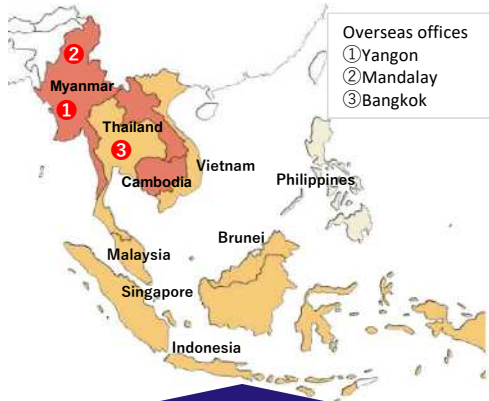 Overseas offices
①Yangon
②Mandalay
③Bangkok
2
Myanmar
1
Thailand
3
Vietnam
Cambodia
Philippines
Brunei
Malaysia
Singapore
Indonesia